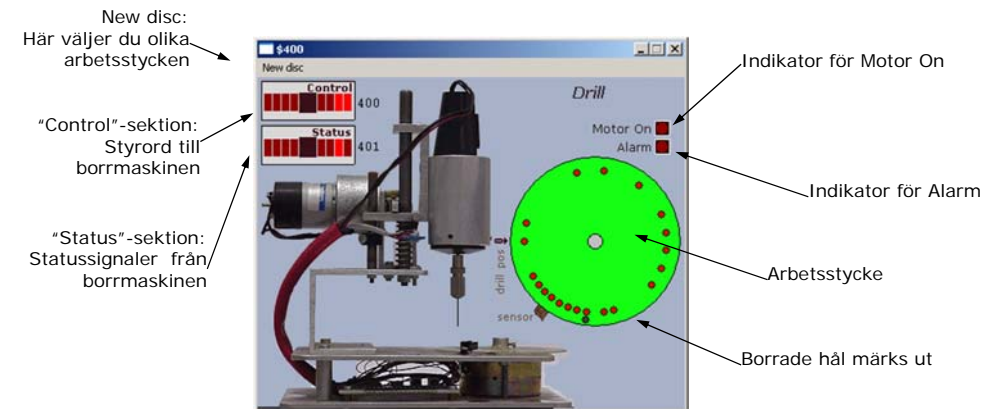 New disc:
Här väljer du olika
arbetsstycken
"Control"-sektion:
Styrord till
borrmaskinen
"Status"-sektion:
Statussignaler från
borrmaskinen
$400
New disc
Control
400
Status
401
Drill
Motor On
Alarm
drill pos
sensor
Indikator för Motor On
Indikator för Alarm
Arbetsstycke
Borrade hål märks ut